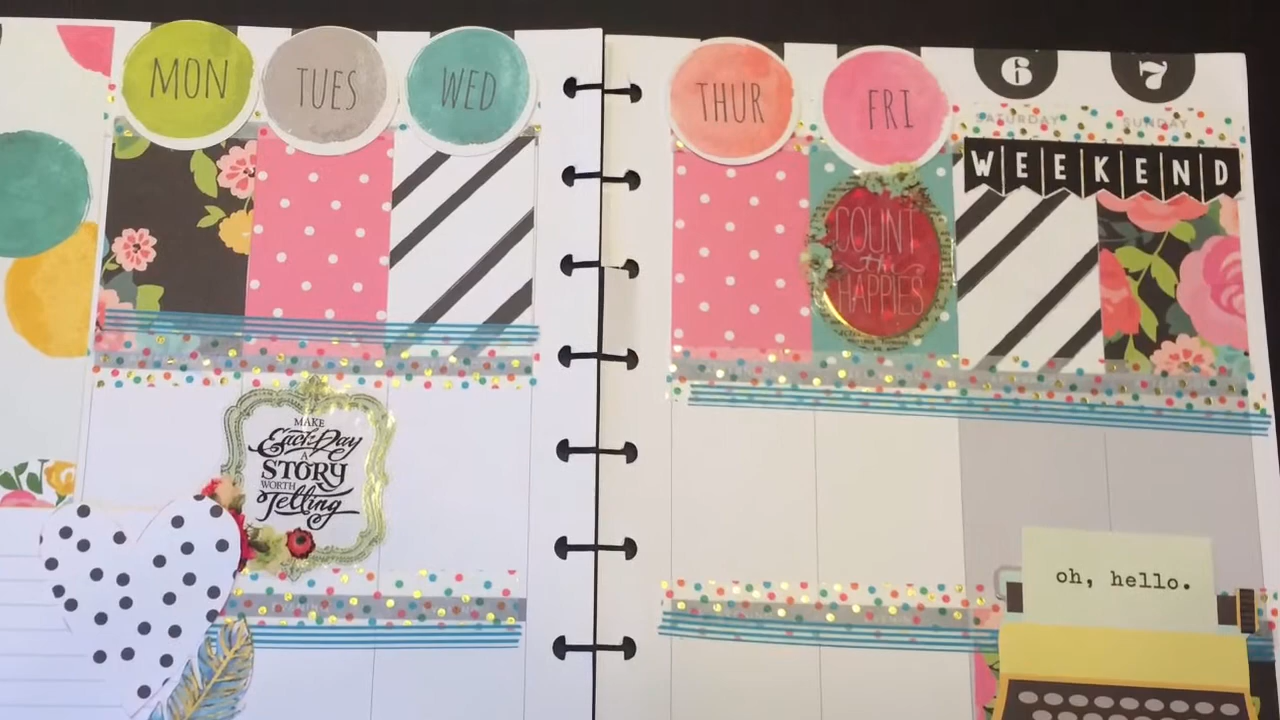 MON
TUES
WED
THUR
FRI
6
7
SATURDAY
SUNDAY
WEEKEND
COUNT
the
HAPPIES
MAKE
Each Day
A
STORY
WORTH
Telling
oh, hello.